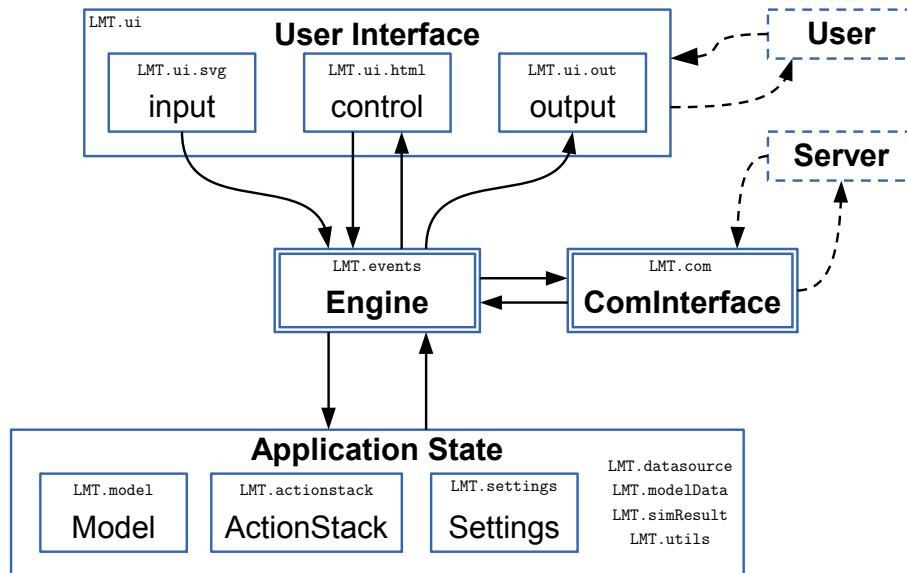 LMT.ui
User Interface
LMT.ui.svg
input
LMT.ui.html
control
LMT.ui.out
output
User
Server
LMT.events
Engine
LMT.com
ComInterface
Application State
LMT.model
Model
LMT.actionstack
ActionStack
LMT.settings
Settings
LMT.datasource
LMT.modelData
LMT.simResult
LMT.utils